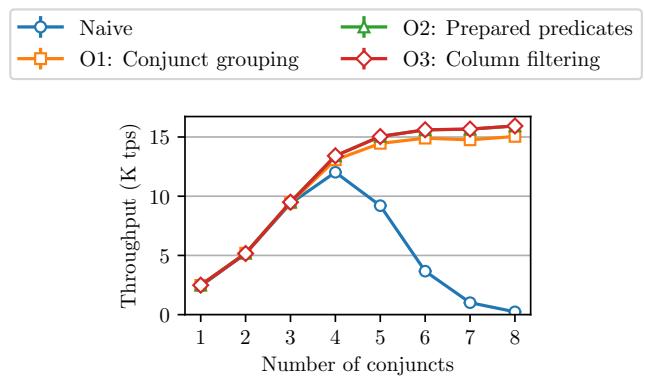 Naive
O1: Conjunct grouping
O2: Prepared predicates
O3: Column filtering
Throughput (K tps)
15
10
5
0
1 2 3 4 5 6 7 8
Number of conjuncts